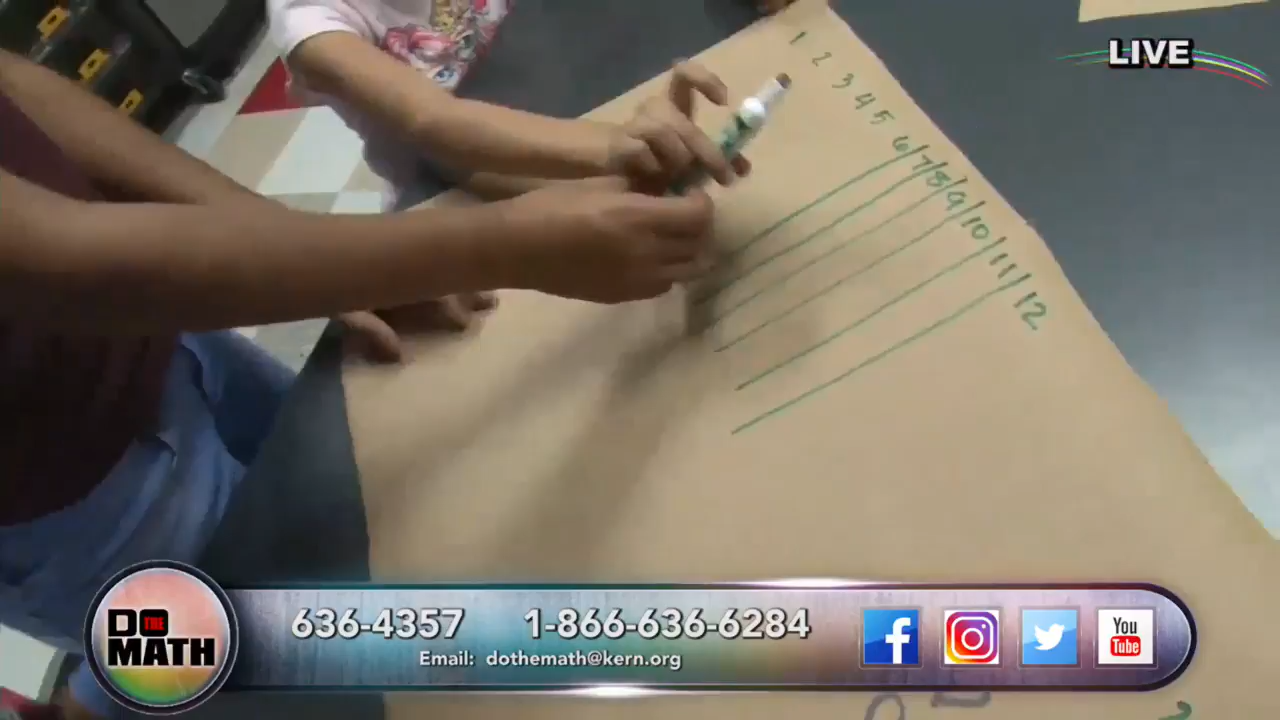 LIVE
1 2 3 4 5 6 7 8 9 10 11 12
DO THE MATH
636-4357 1-866-636-6284
Email: dothemath@kern.org
f
You Tube